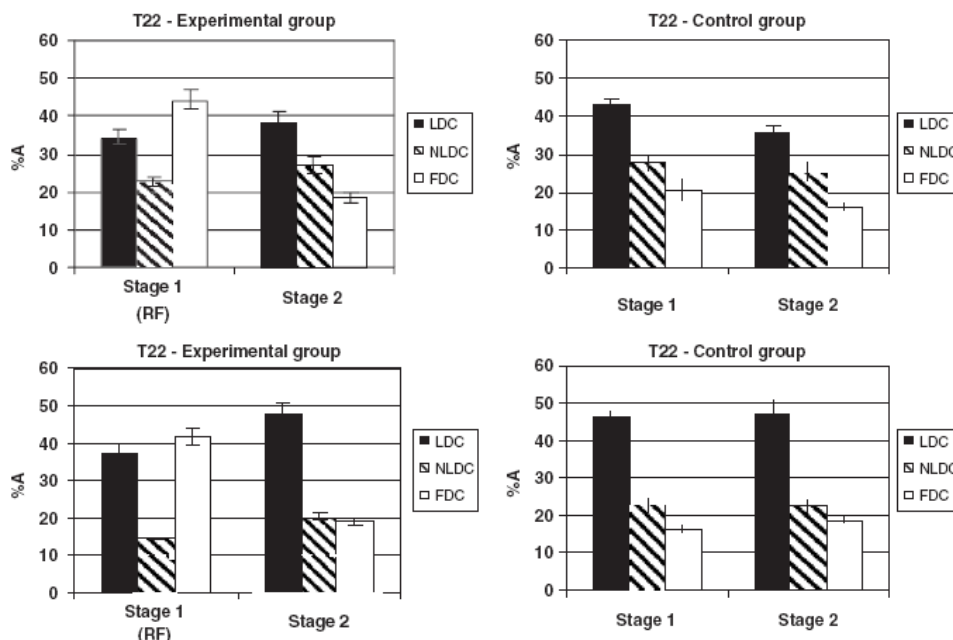 T22 - Experimental group
%A
60
50
40
30
20
10
0
Stage 1
(RF)
Stage 2
LDC
NLDC
FDC
T22 - Control group
%A
60
50
40
30
20
10
0
Stage 1
Stage 2
LDC
NLDC
FDC
T22 - Experimental group
%A
60
50
40
30
20
10
0
Stage 1
(RF)
Stage 2
LDC
NLDC
FDC
T22 - Control group
%A
60
50
40
30
20
10
0
Stage 1
Stage 2
LDC
NLDC
FDC